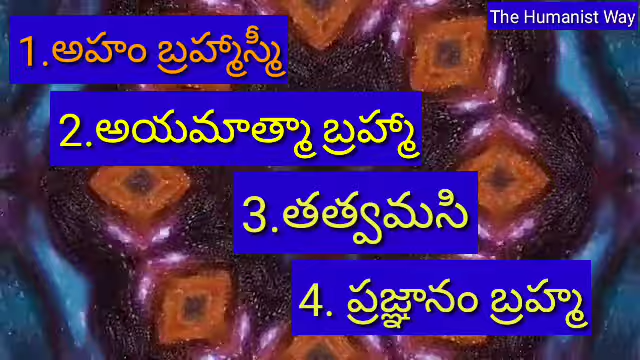 The Humanist Way
1.అహం బ్రహ్మాస్మీ
2.అయమాత్మా బ్రహ్మా
3.తత్వమసి
4. ప్రజ్ఞానం బ్రహ్మ